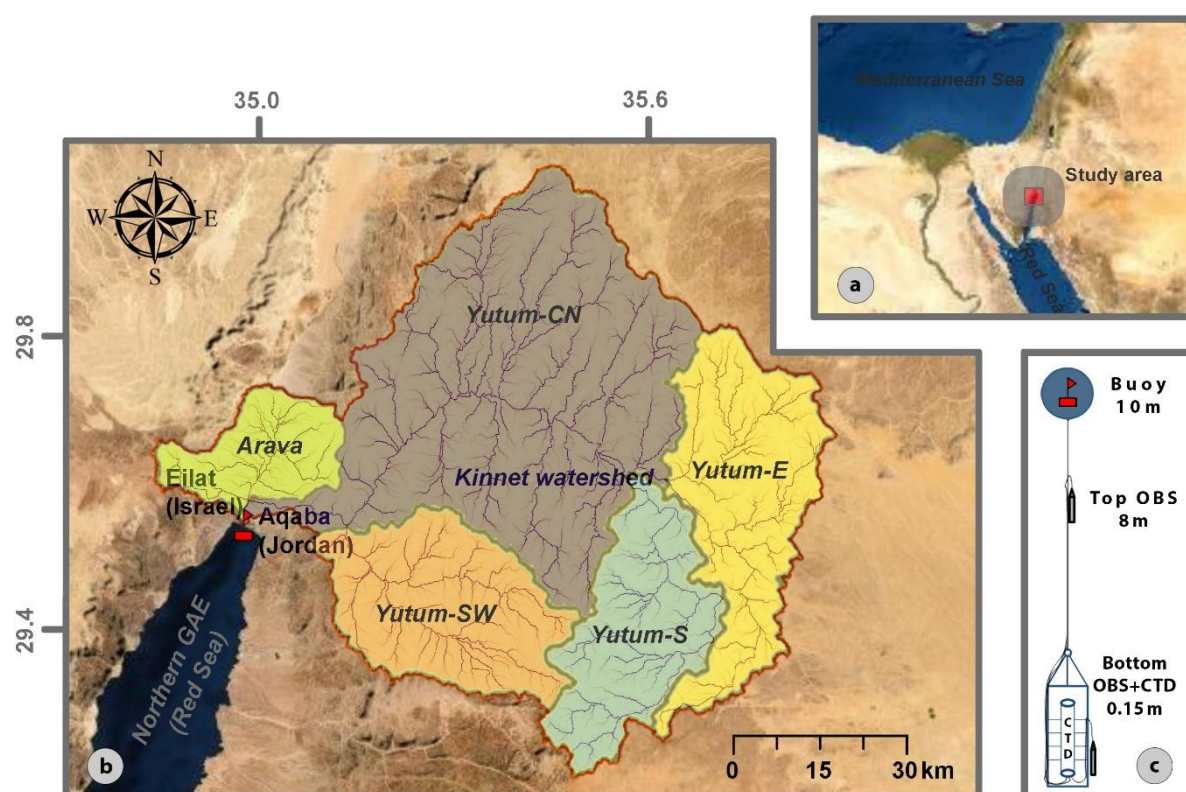 35.0
35.6
29.8
29.4
N
W
E
S
Yutum-CN
Arava
Kinnet watershed
Yutum-E
Eilat
(Israel)
Aqaba
(Jordan)
Yutum-SW
Yutum-S
Northern GAE
(Red Sea)
0 15 30 km
b
Mediterranean Sea
Study area
Red Sea
a
Buoy
10 m
Top OBS
8 m
Bottom
OBS+CTD
0.15 m
CTD
c